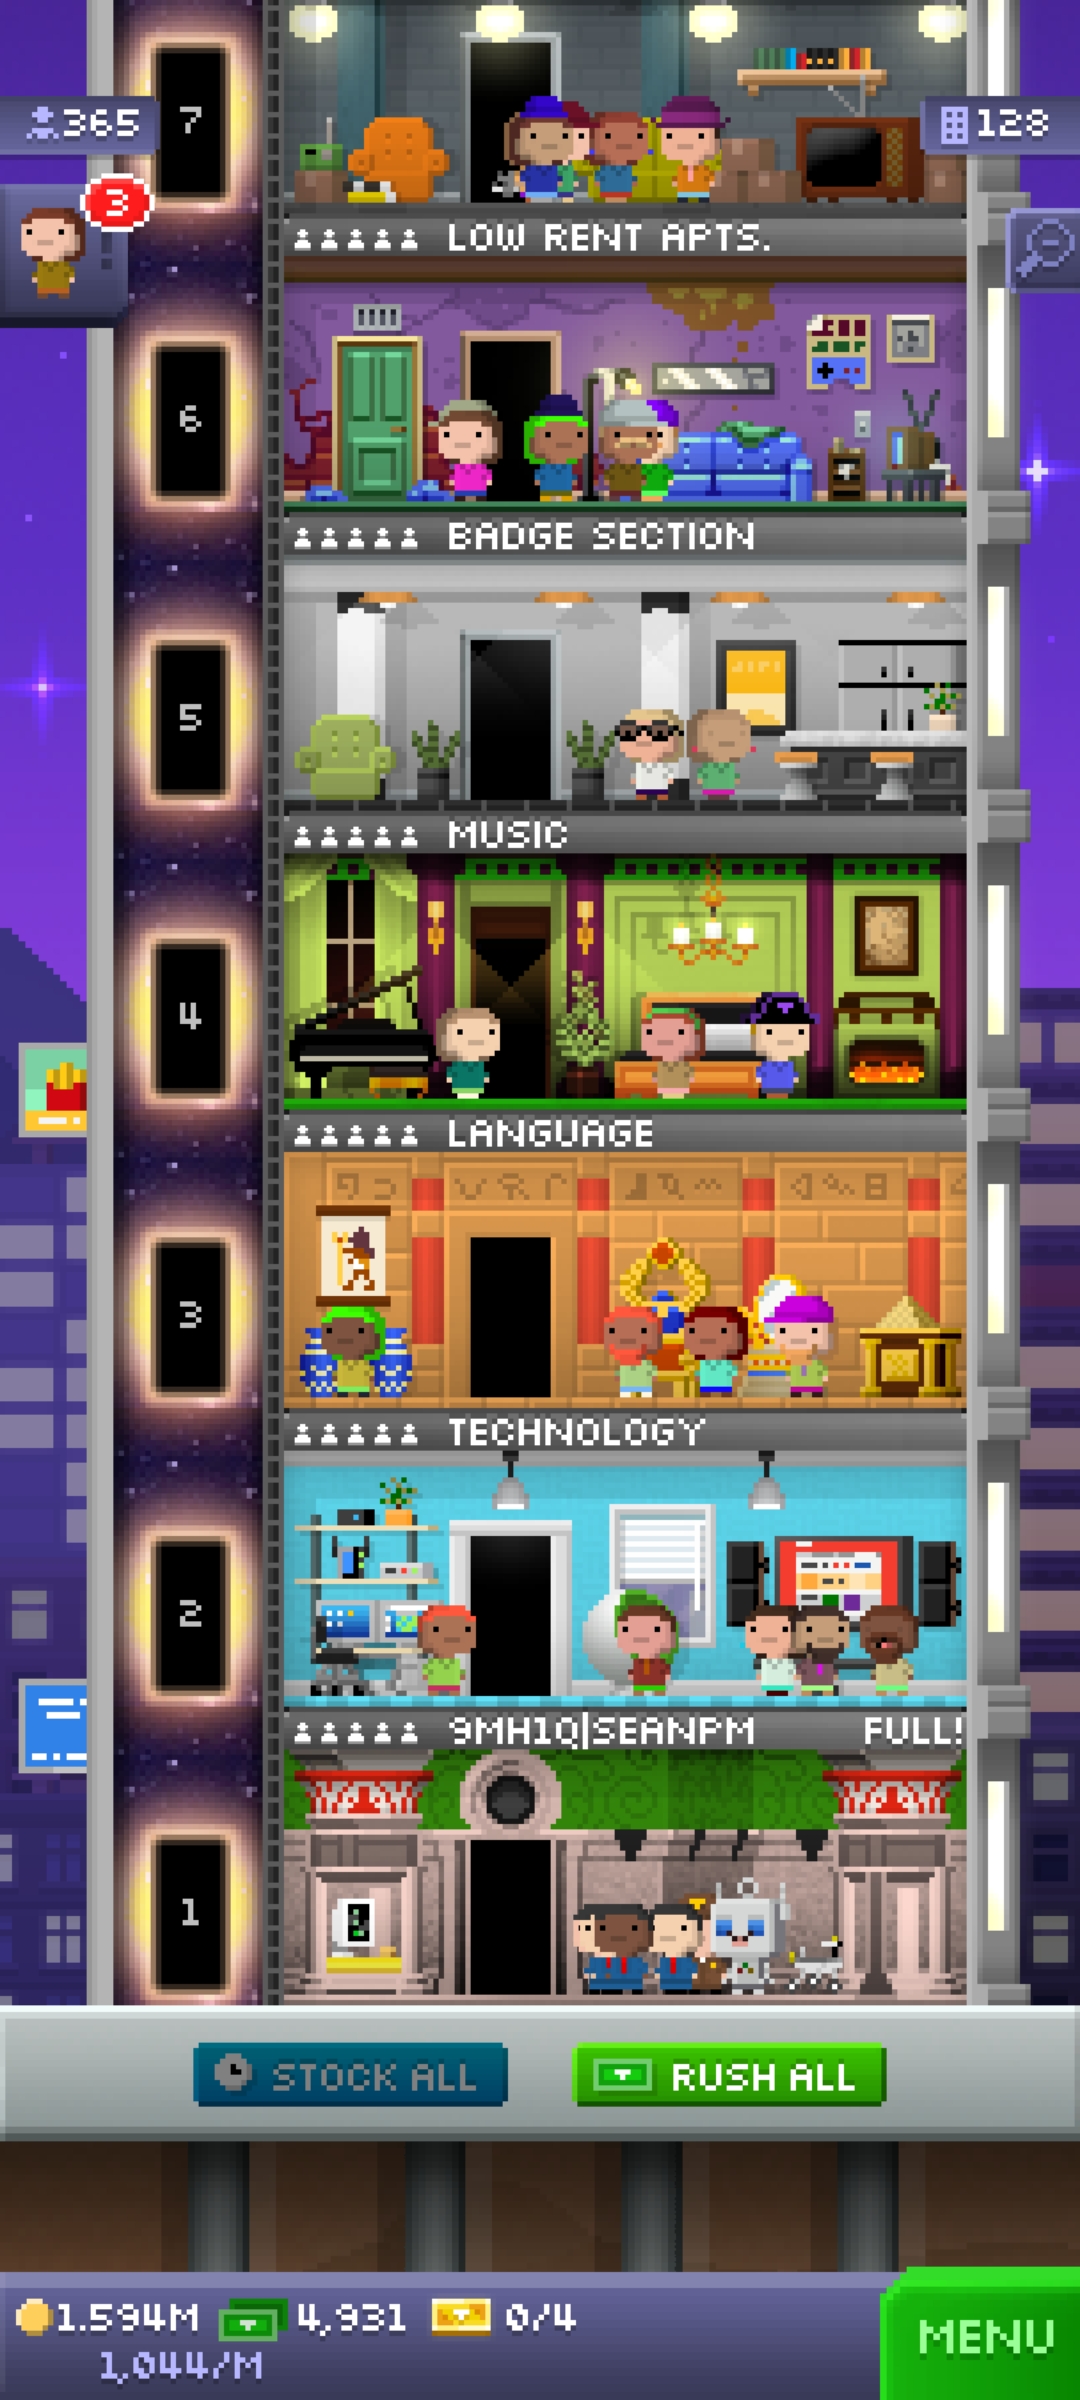 7
365
128
3
LOW RENT APTS.
6
BADGE SECTION
5
MUSIC
4
LANGUAGE
3
TECHNOLOGY
2
9MH1Q|SEANPM FULL!
1
STOCK ALL
RUSH ALL
1.594M 4,931 0/4
1,044/M
MENU